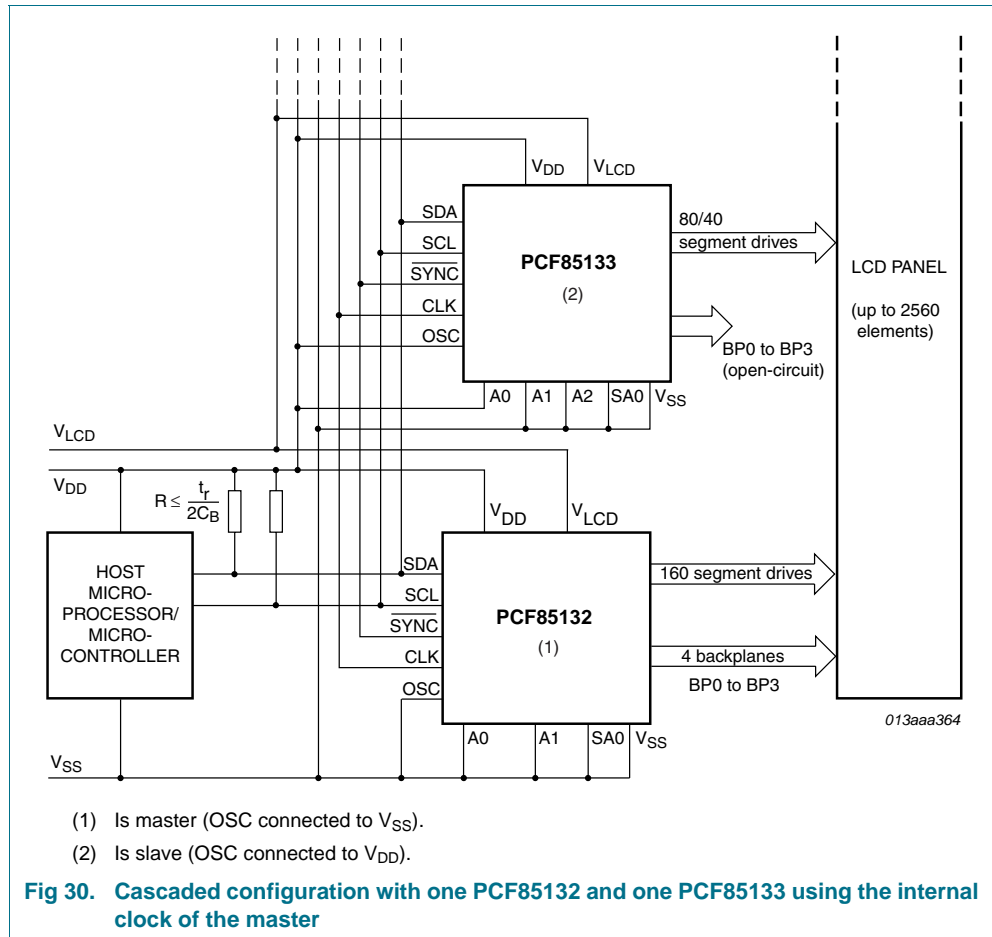 VDD
VLCD
SDA
SCL
SYNC
CLK
OSC
PCF85133
(2)
80/40
segment drives
BP0 to BP3
(open-circuit)
LCD PANEL
(up to 2560
elements)
A0
A1
A2
SA0
VSS
VLCD
VDD
R ≤ tr
2CB
VDD
VLCD
HOST
MICRO-
PROCESSOR/
MICRO-
CONTROLLER
SDA
SCL
SYNC
CLK
OSC
PCF85132
(1)
160 segment drives
4 backplanes
BP0 to BP3
A0
A1
SA0
VSS
VSS
013aaa364
(1) Is master (OSC connected to VSS).
(2) Is slave (OSC connected to VDD).
Fig 30. Cascaded configuration with one PCF85132 and one PCF85133 using the internal
clock of the master